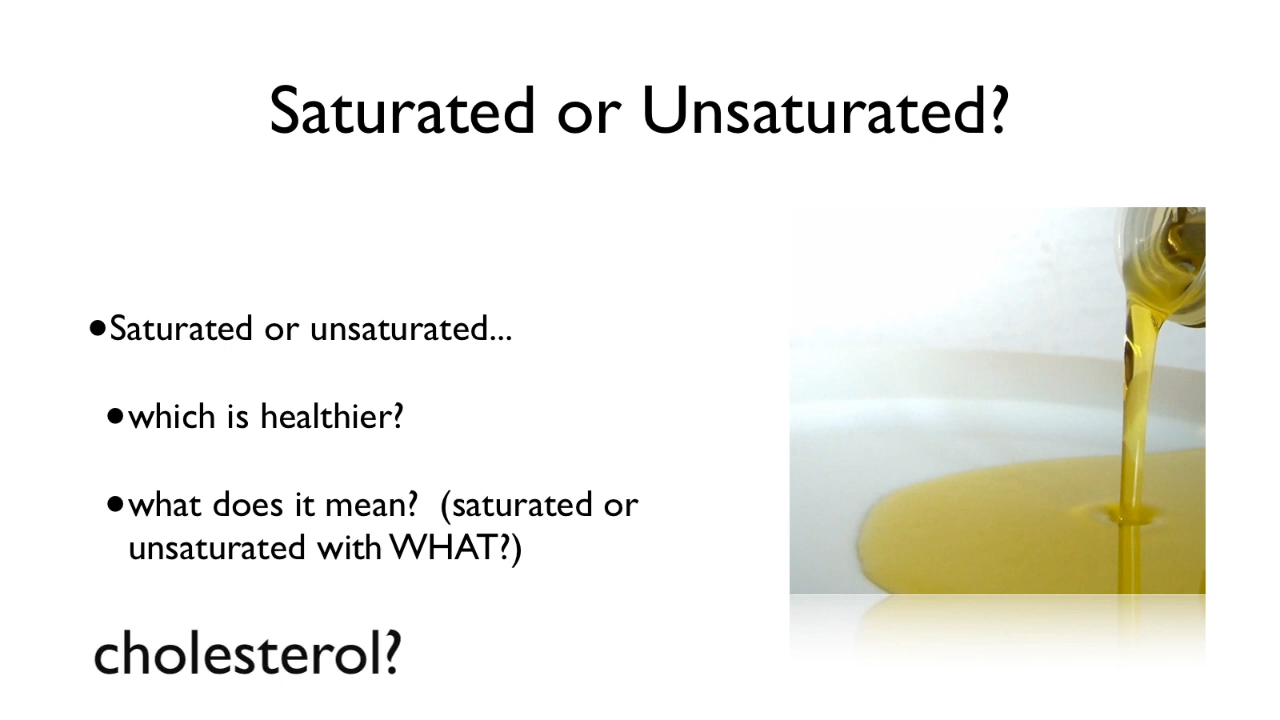 Saturated or Unsaturated?
•Saturated or unsaturated...
•which is healthier?
•what does it mean?  (saturated or
unsaturated with WHAT?)
cholesterol?